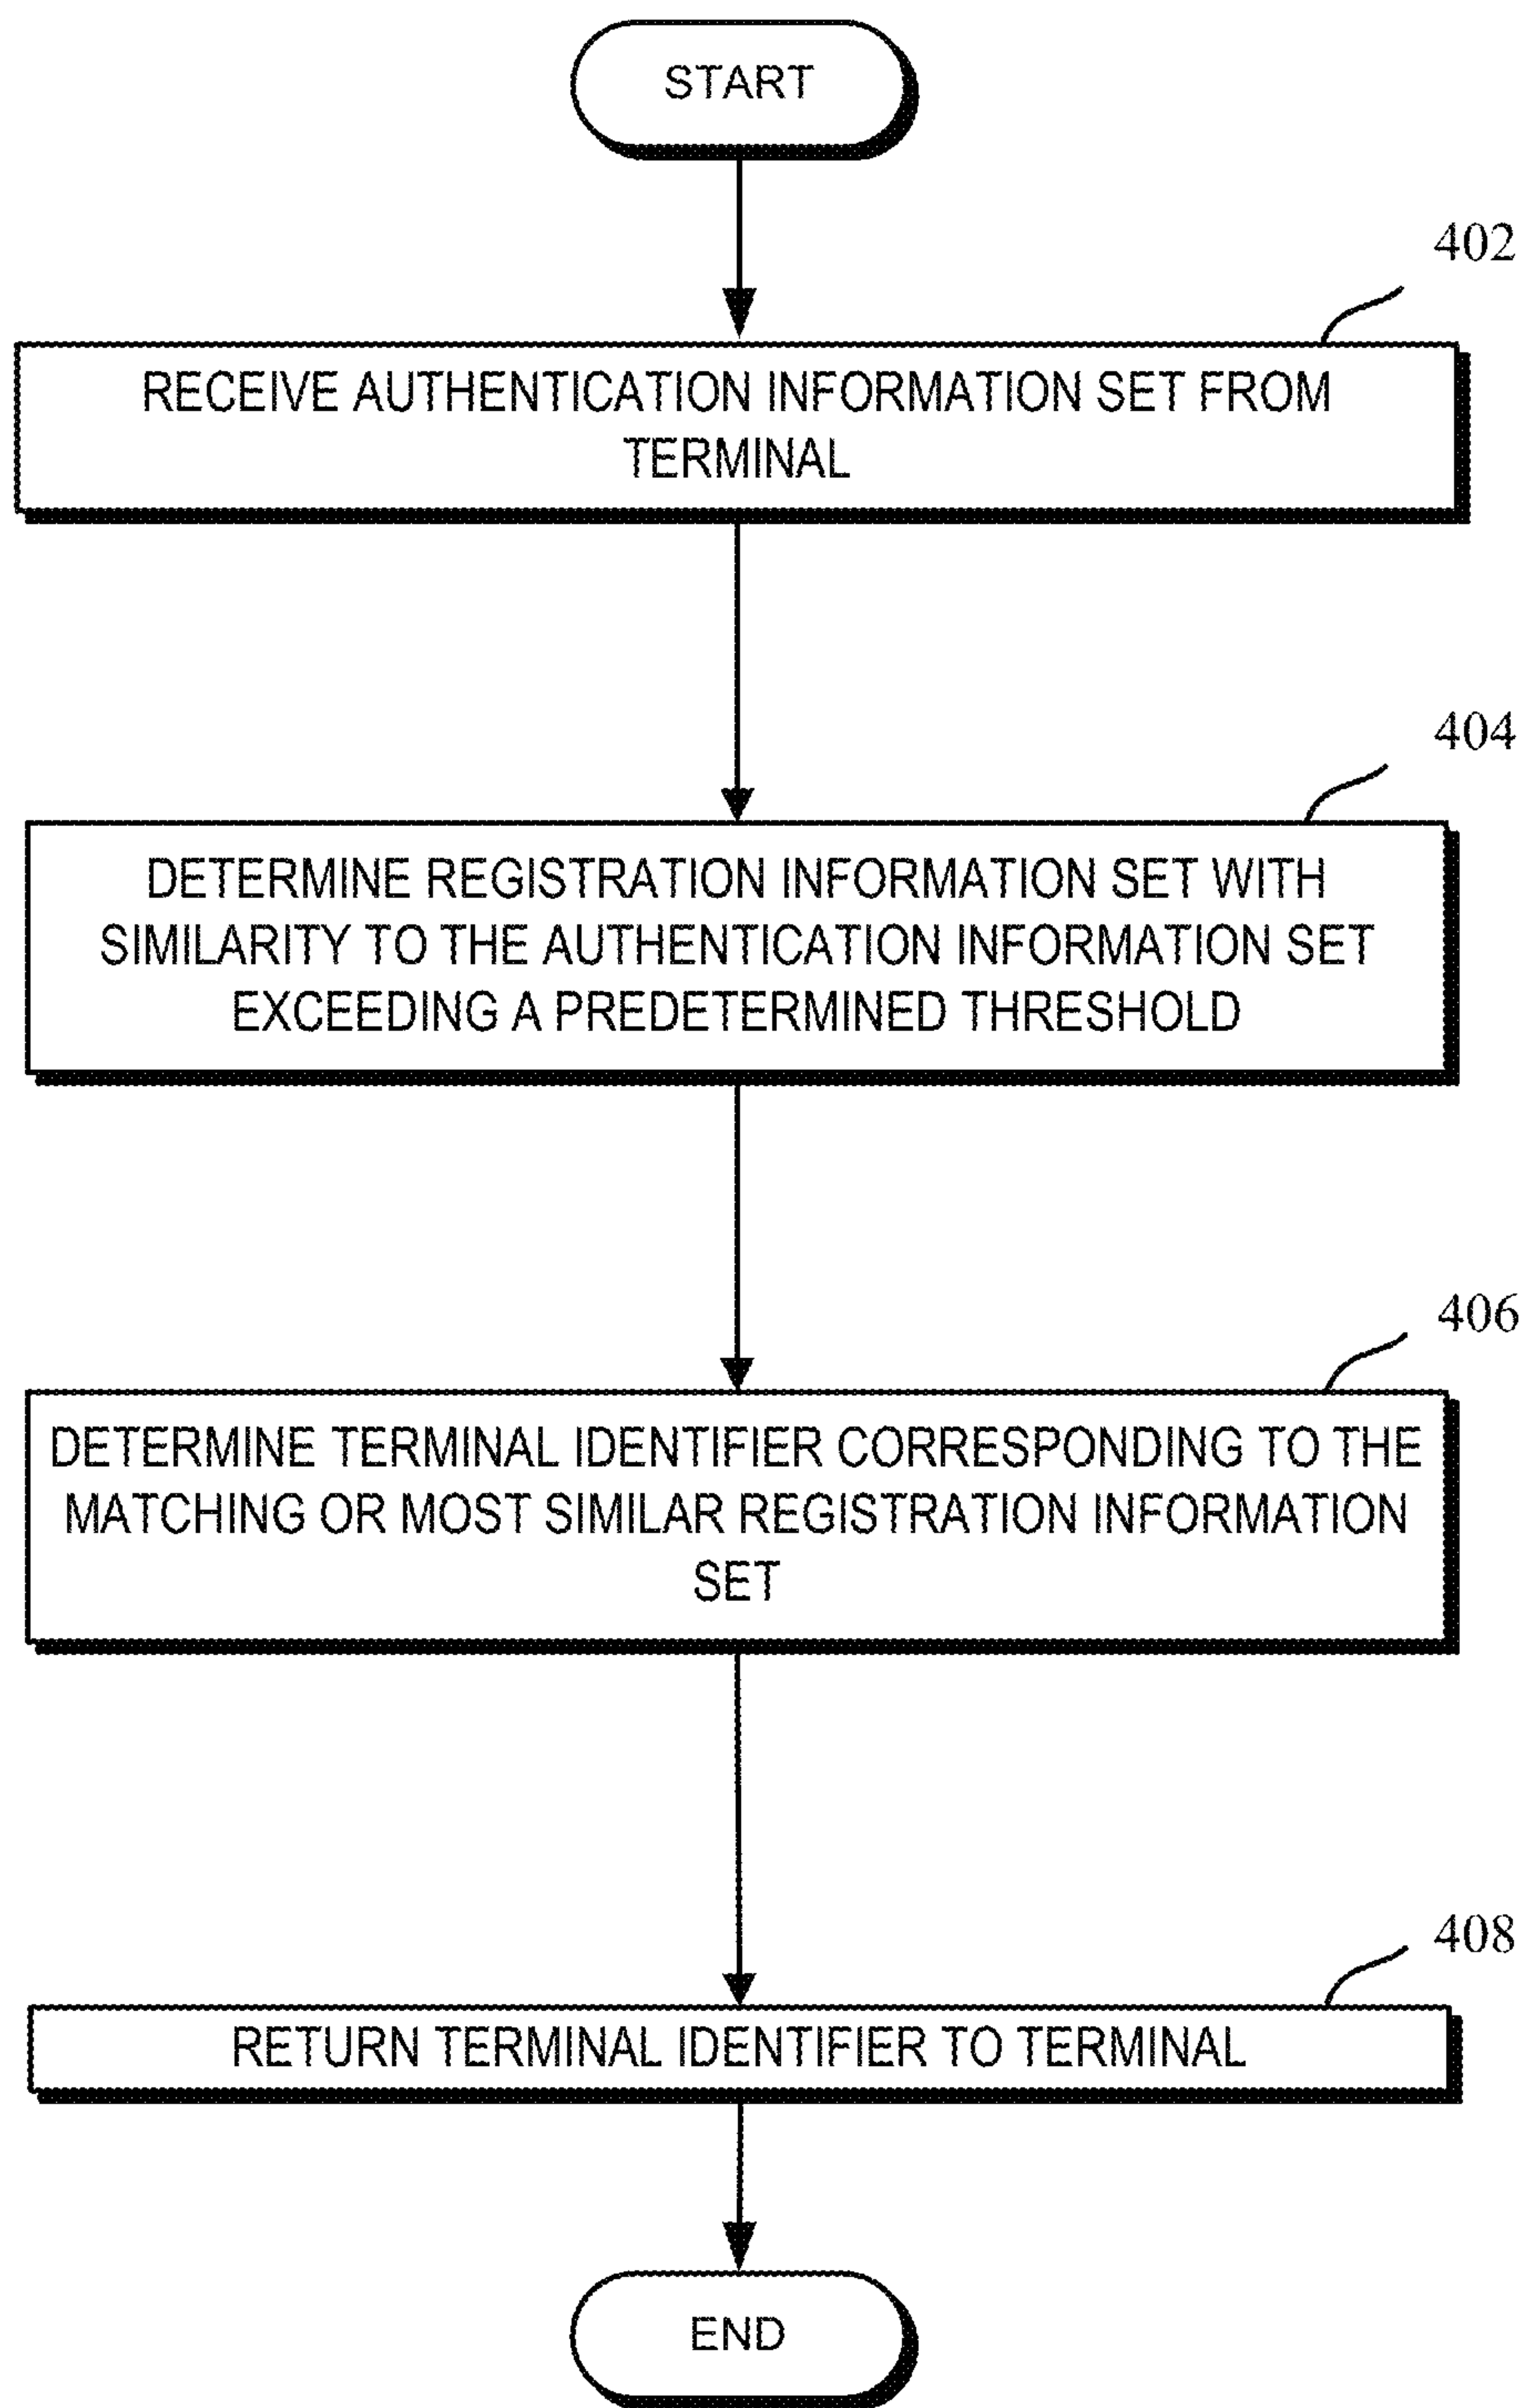 START
402
RECEIVE AUTHENTICATION INFORMATION SET FROM
TERMINAL
404
DETERMINE REGISTRATION INFORMATION SET WITH
SIMILARITY TO THE AUTHENTICATION INFORMATION SET
EXCEEDING A PREDETERMINED THRESHOLD
406
DETERMINE TERMINAL IDENTIFIER CORRESPONDING TO THE
MATCHING OR MOST SIMILAR REGISTRATION INFORMATION
SET
408
RETURN TERMINAL IDENTIFIER TO TERMINAL
END